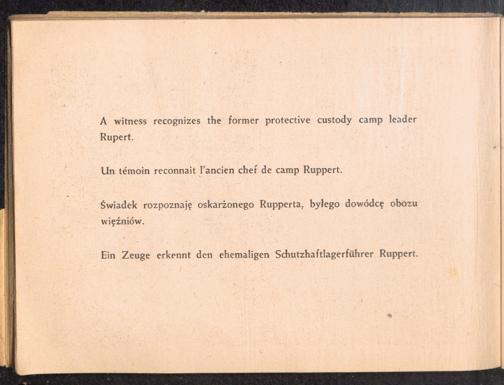 A witness recognizes the former protective custody camp leader
Rupert.
Un témoin reconnait l'ancien chef de camp Ruppert.
Świadek rozpoznaję oskarżonego Rupperta, byłego dowódcę obozu
więźniów.
Ein Zeuge erkennt den ehemaligen Schutzhaftlagerführer Ruppert.